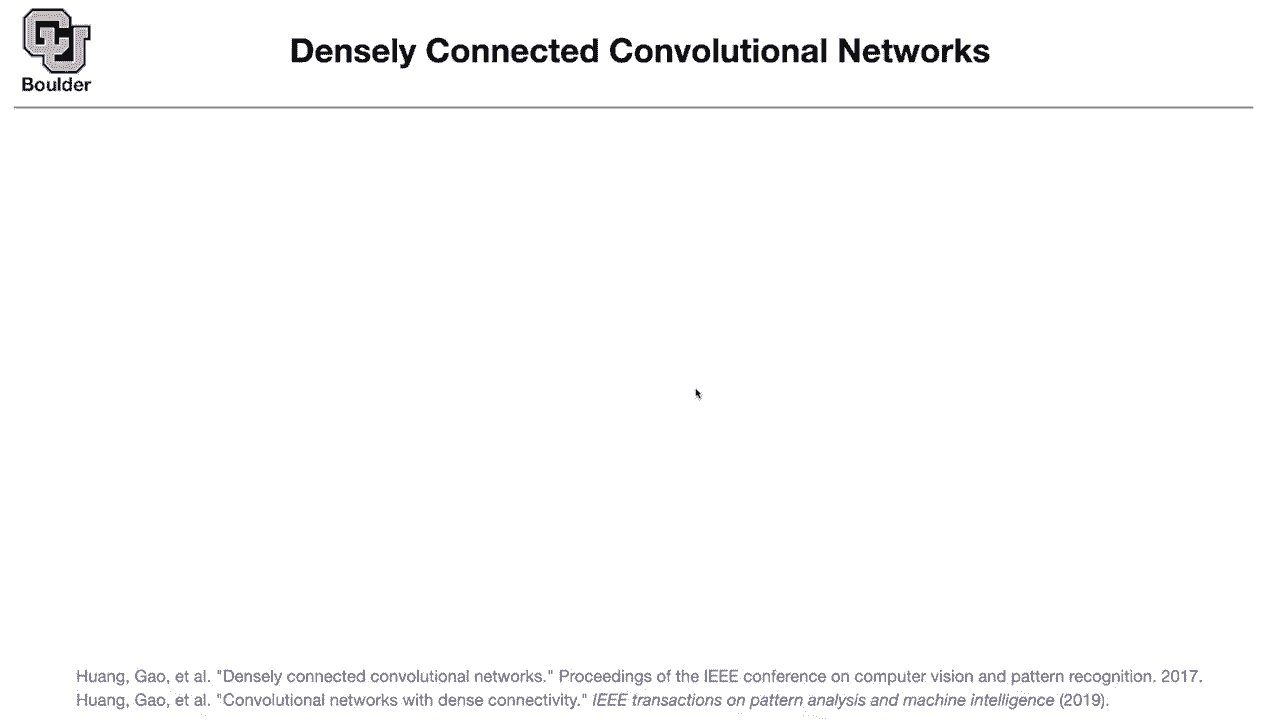 CU
Boulder
Densely Connected Convolutional Networks
Huang, Gao, et al. "Densely connected convolutional networks." Proceedings of the IEEE conference on computer vision and pattern recognition. 2017.
Huang, Gao, et al. "Convolutional networks with dense connectivity." IEEE transactions on pattern analysis and machine intelligence (2019).